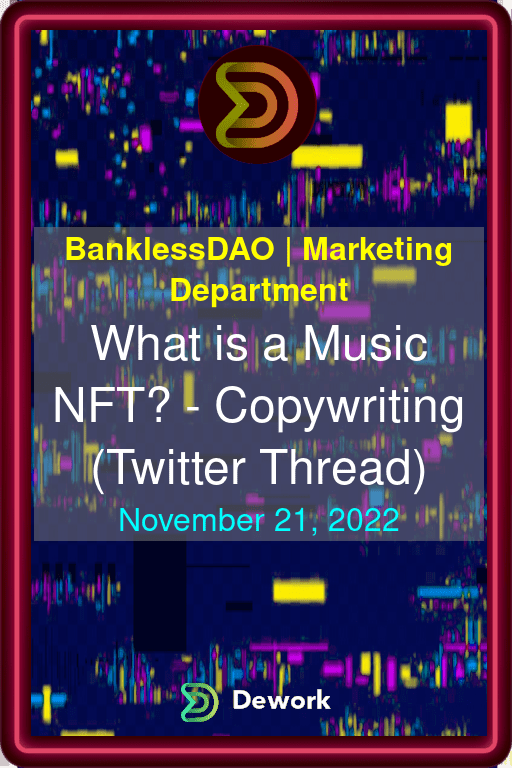 BanklessDAO | Marketing
Department
What is a Music
NFT? - Copywriting
(Twitter Thread)
November 21, 2022
Dework